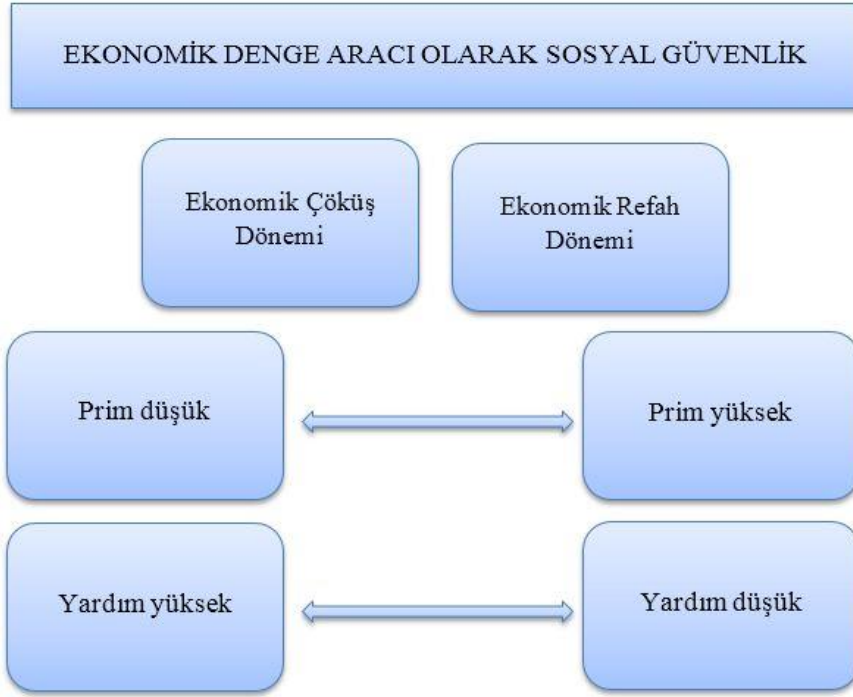 EKONOMİK DENGE ARACI OLARAK SOSYAL GÜVENLİK
Ekonomik Çöküş
Dönemi
Ekonomik Refah
Dönemi
Prim düşük
Prim yüksek
Yardım yüksek
Yardım düşük